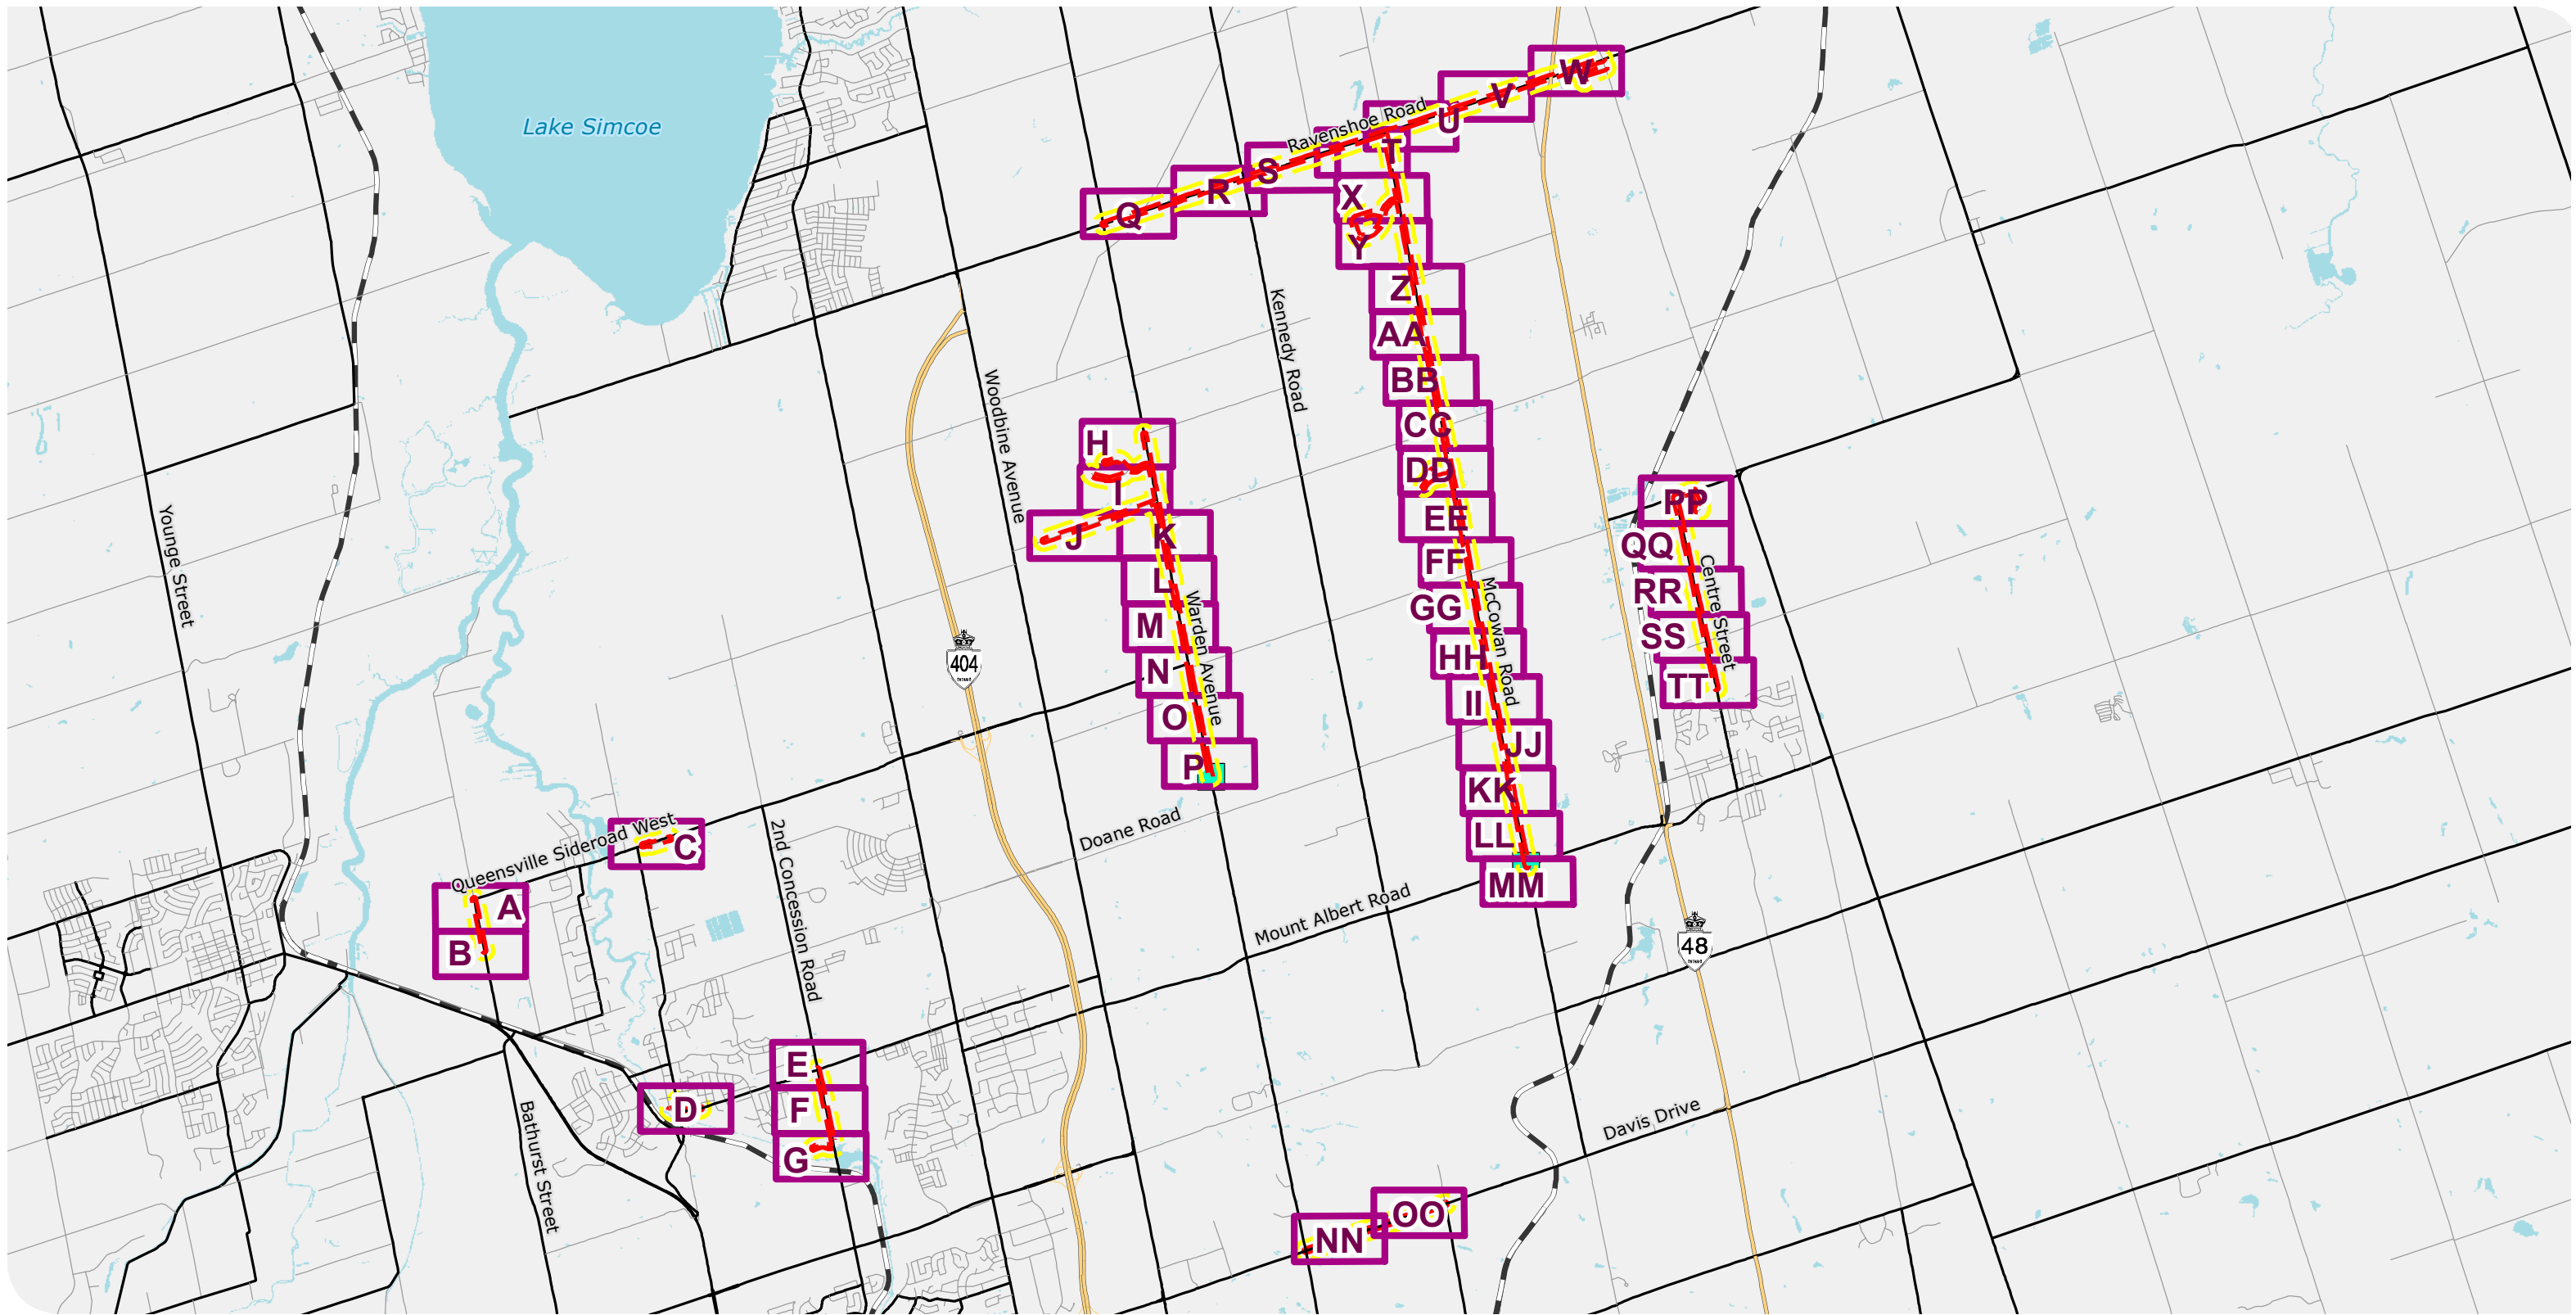 W
V
Ravenshoe Road
U
Lake Simcoe
T
S
R
X
Q
Y
Z
Kennedy Road
AA
BB
Woodbine Avenue
CC
H
DD
I
PP
Younge Street
EE
J
K
QQ
FF
L
RR
Centre Street
GG
McCowan Road
Warden Avenue
M
SS
HH
404
N
TT
II
O
JJ
P
KK
Doane Road
LL
Queensville Sideroad West
C
2nd Concession Road
MM
A
Mount Albert Road
B
48
E
D
F
Davis Drive
Bathurst Street
G
OO
NN